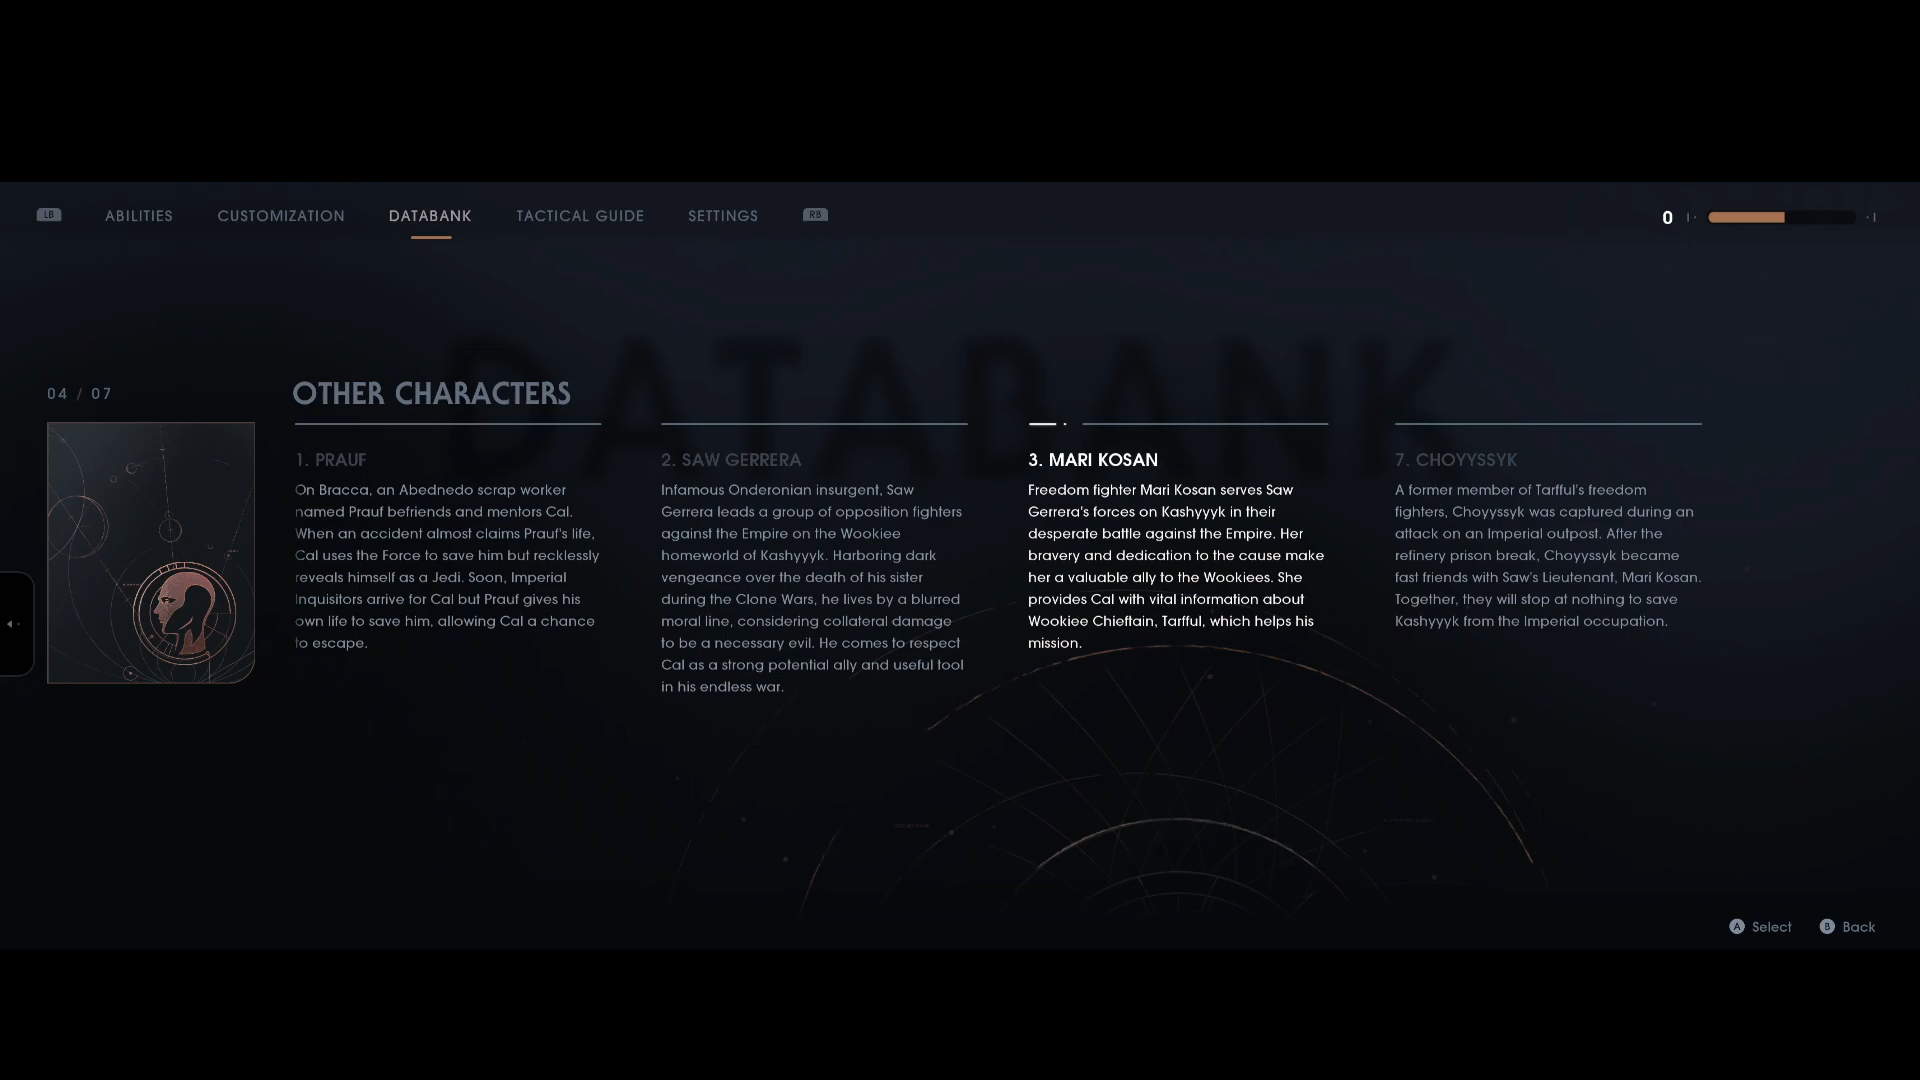 LB ABILITIES CUSTOMIZATION DATABANK TACTICAL GUIDE SETTINGS RB 0
DATABANK
04 / 07
OTHER CHARACTERS
1. PRAUF
On Bracca, an Abednedo scrap worker
named Prauf befriends and mentors Cal.
When an accident almost claims Prauf's life,
Cal uses the Force to save him but recklessly
reveals himself as a Jedi. Soon, Imperial
Inquisitors arrive for Cal but Prauf gives his
own life to save him, allowing Cal a chance
to escape.
2. SAW GERRERA
Infamous Onderonian insurgent, Saw
Gerrera leads a group of opposition fighters
against the Empire on the Wookiee
homeworld of Kashyyyk. Harboring dark
vengeance over the death of his sister
during the Clone Wars, he lives by a blurred
moral line, considering collateral damage
to be a necessary evil. He comes to respect
Cal as a strong potential ally and useful tool
in his endless war.
3. MARI KOSAN
Freedom fighter Mari Kosan serves Saw
Gerrera's forces on Kashyyyk in their
desperate battle against the Empire. Her
bravery and dedication to the cause make
her a valuable ally to the Wookiees. She
provides Cal with vital information about
Wookiee Chieftain, Tarfful, which helps his
mission.
7. CHOYYSSYK
A former member of Tarfful's freedom
fighters, Choyyssyk was captured during an
attack on an Imperial outpost. After the
refinery prison break, Choyyssyk became
fast friends with Saw's Lieutenant, Mari Kosan.
Together, they will stop at nothing to save
Kashyyyk from the Imperial occupation.
A Select B Back